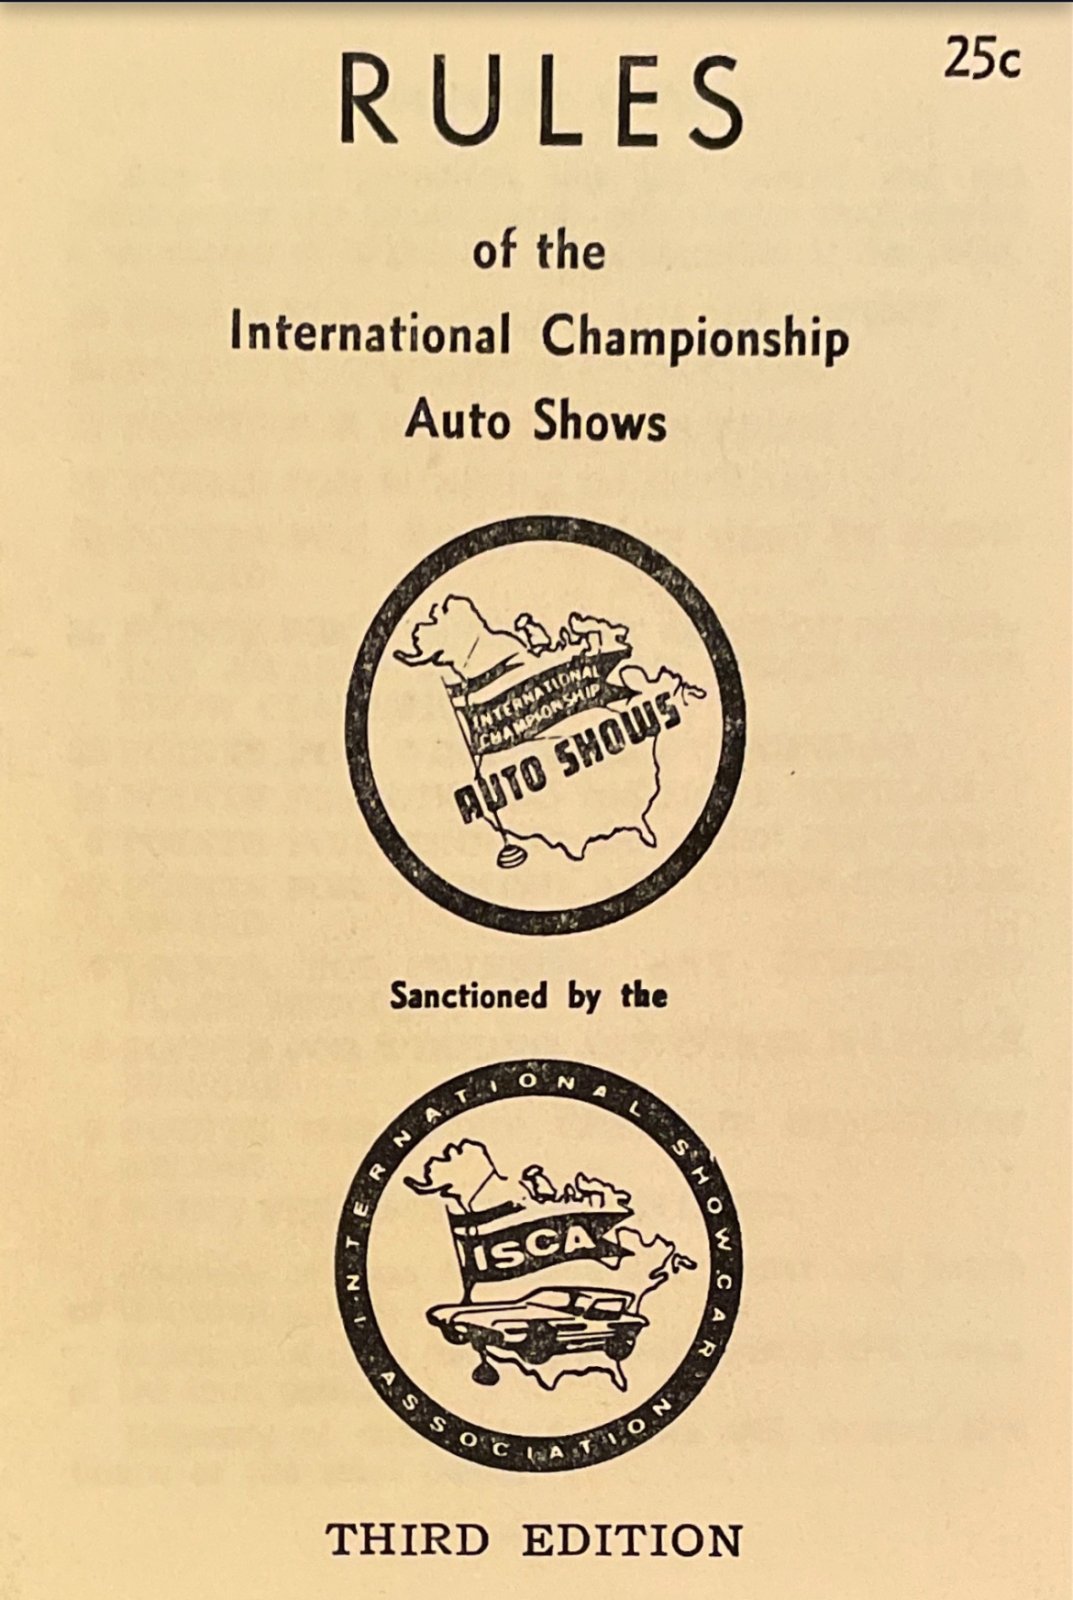 25c
RULES
of the
International Championship
Auto Shows
INTERNATIONAL
CHAMPIONSHIP
AUTO SHOWS
Sanctioned by the
INTERNATIONAL SHOW CAR
ASSOCIATION
ISCA
THIRD EDITION